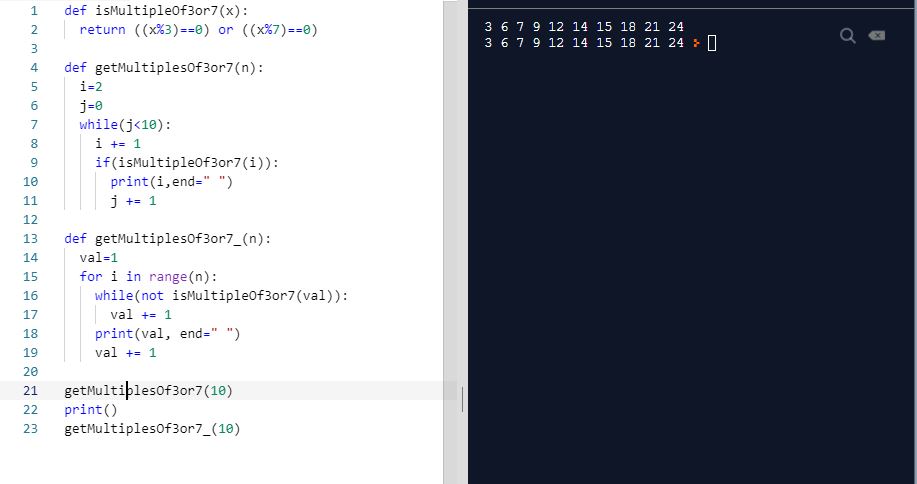 1 def isMultipleOf3or7(x):
2 return ((x%3)==0) or ((x%7)==0)
3
4 def getMultiplesOf3or7(n):
5 i=2
6 j=0
7 while(j<10):
8 i += 1
9 if(isMultipleOf3or7(i)):
10 print(i,end=" ")
11 j += 1
12
13 def getMultiplesOf3or7_(n):
14 val=1
15 for i in range(n):
16 while(not isMultipleOf3or7(val)):
17 val += 1
18 print(val, end=" ")
19 val += 1
20
21 getMultiplesOf3or7(10)
22 print()
23 getMultiplesOf3or7_(10)
3 6 7 9 12 14 15 18 21 24
3 6 7 9 12 14 15 18 21 24 >